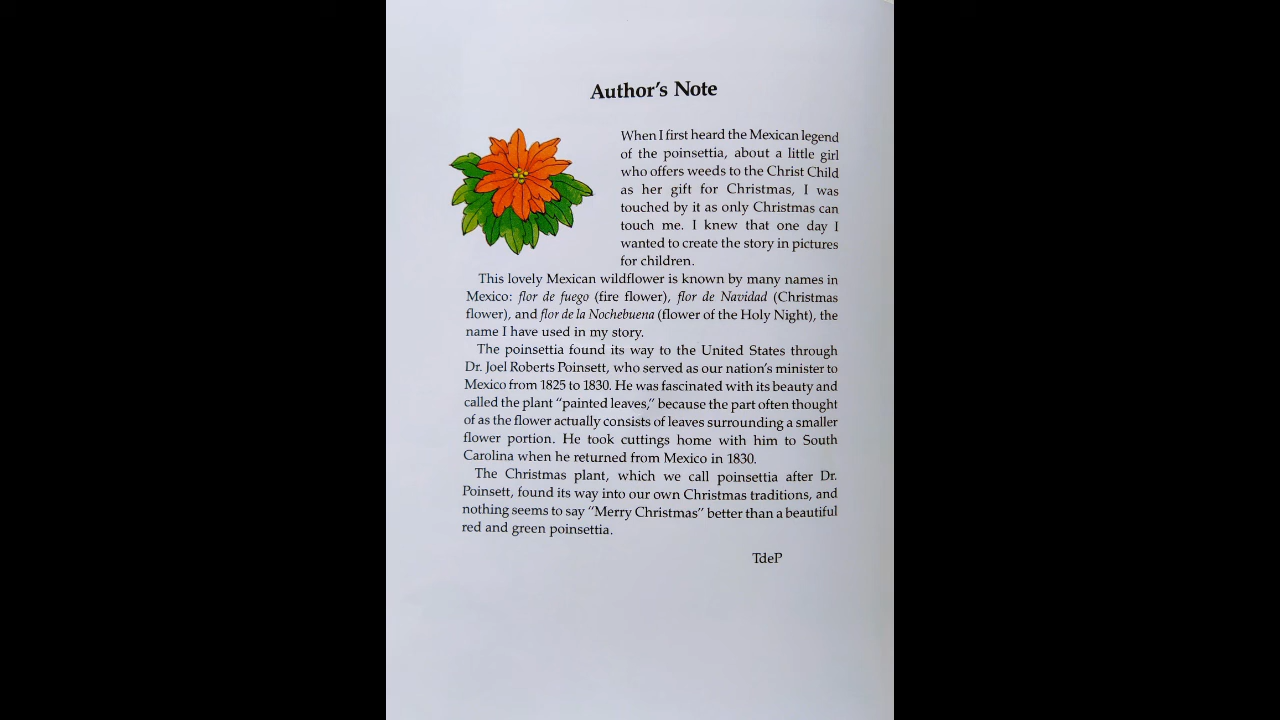 Author's Note
When I first heard the Mexican legend
of the poinsettia, about a little girl
who offers weeds to the Christ Child
as her gift for Christmas, I was
touched by it as only Christmas can
touch me. I knew that one day I
wanted to create the story in pictures
for children.
This lovely Mexican wildflower is known by many names in
Mexico: flor de fuego (fire flower), flor de Navidad (Christmas
flower), and flor de la Nochebuena (flower of the Holy Night), the
name I have used in my story.
The poinsettia found its way to the United States through
Dr. Joel Roberts Poinsett, who served as our nation's minister to
Mexico from 1825 to 1830. He was fascinated with its beauty and
called the plant “painted leaves,” because the part often thought
of as the flower actually consists of leaves surrounding a smaller
flower portion. He took cuttings home with him to South
Carolina when he returned from Mexico in 1830.
The Christmas plant, which we call poinsettia after Dr.
Poinsett, found its way into our own Christmas traditions, and
nothing seems to say “Merry Christmas” better than a beautiful
red and green poinsettia.
TdeP